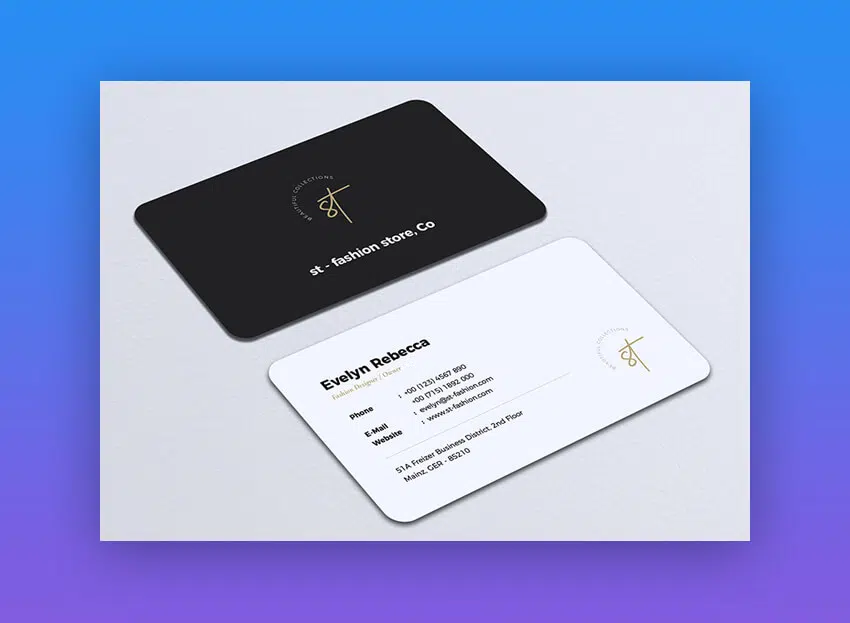 BEAUTIFUL COLLECTIONS
st
st - fashion store, Co
Evelyn Rebecca
Fashion Designer / Owner
Phone : +00 (123) 4567 890
+00 (715) 1892 000
E-Mail : evelyn@st-fashion.com
Website : www.st-fashion.com
51A Freizer Business District, 2nd Floor
Mainz, GER - 85210
BEAUTIFUL COLLECTIONS
st